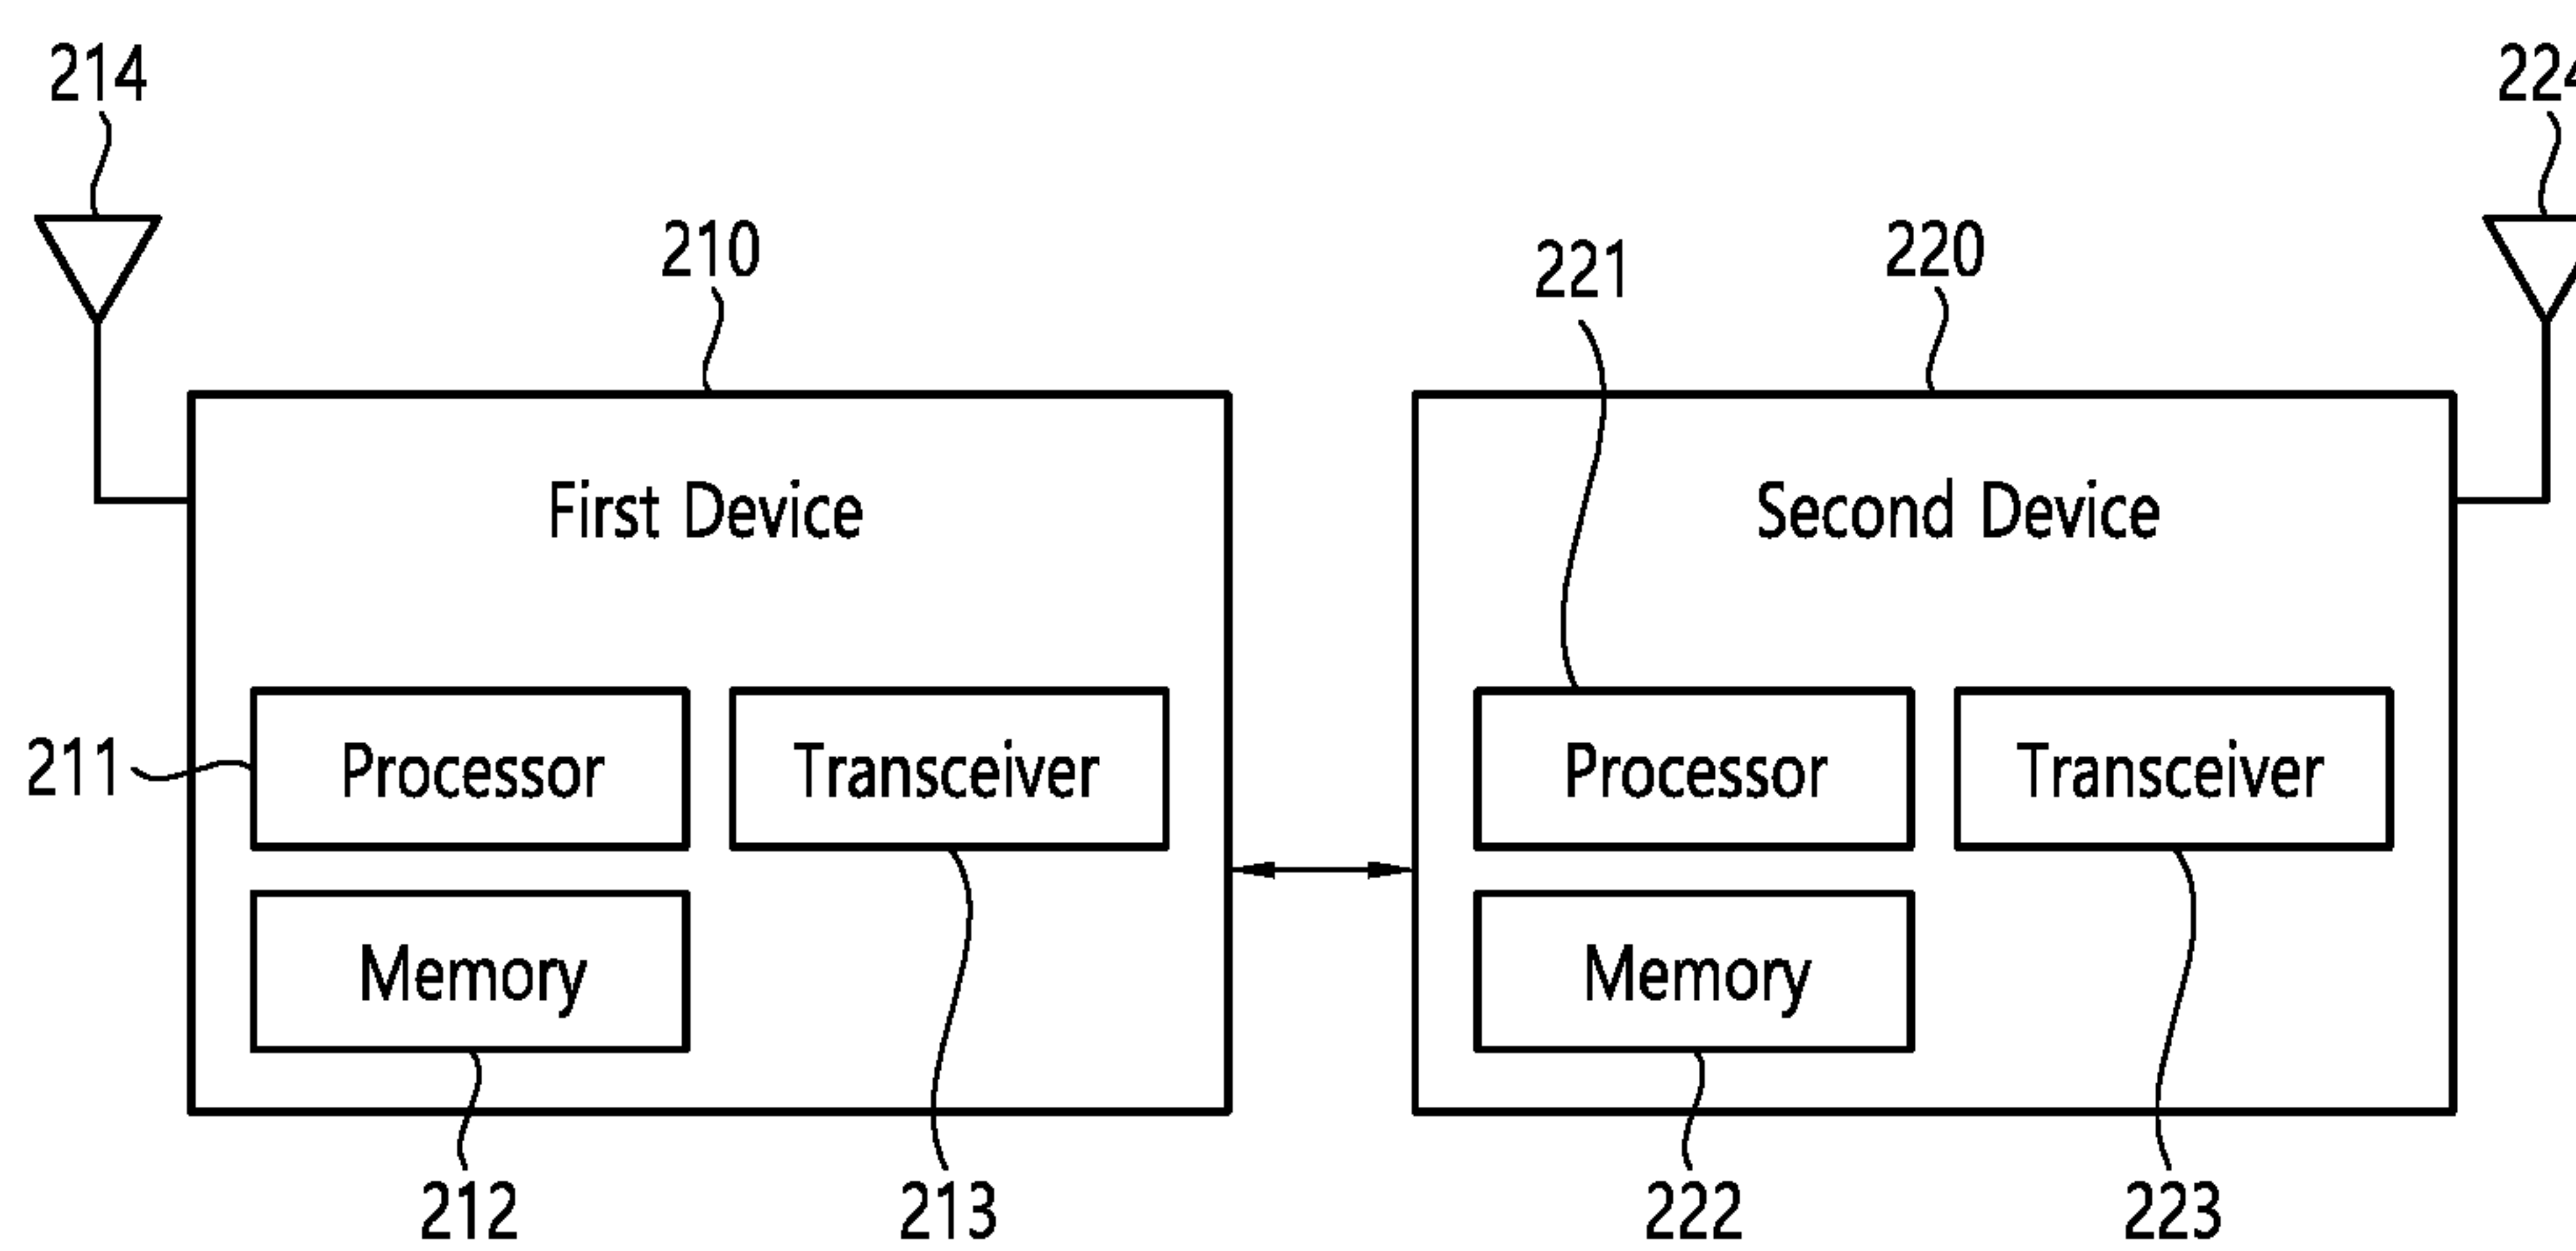 214
224
210
221
220
First Device
Second Device
211
Processor
Transceiver
Processor
Transceiver
Memory
Memory
212
213
222
223